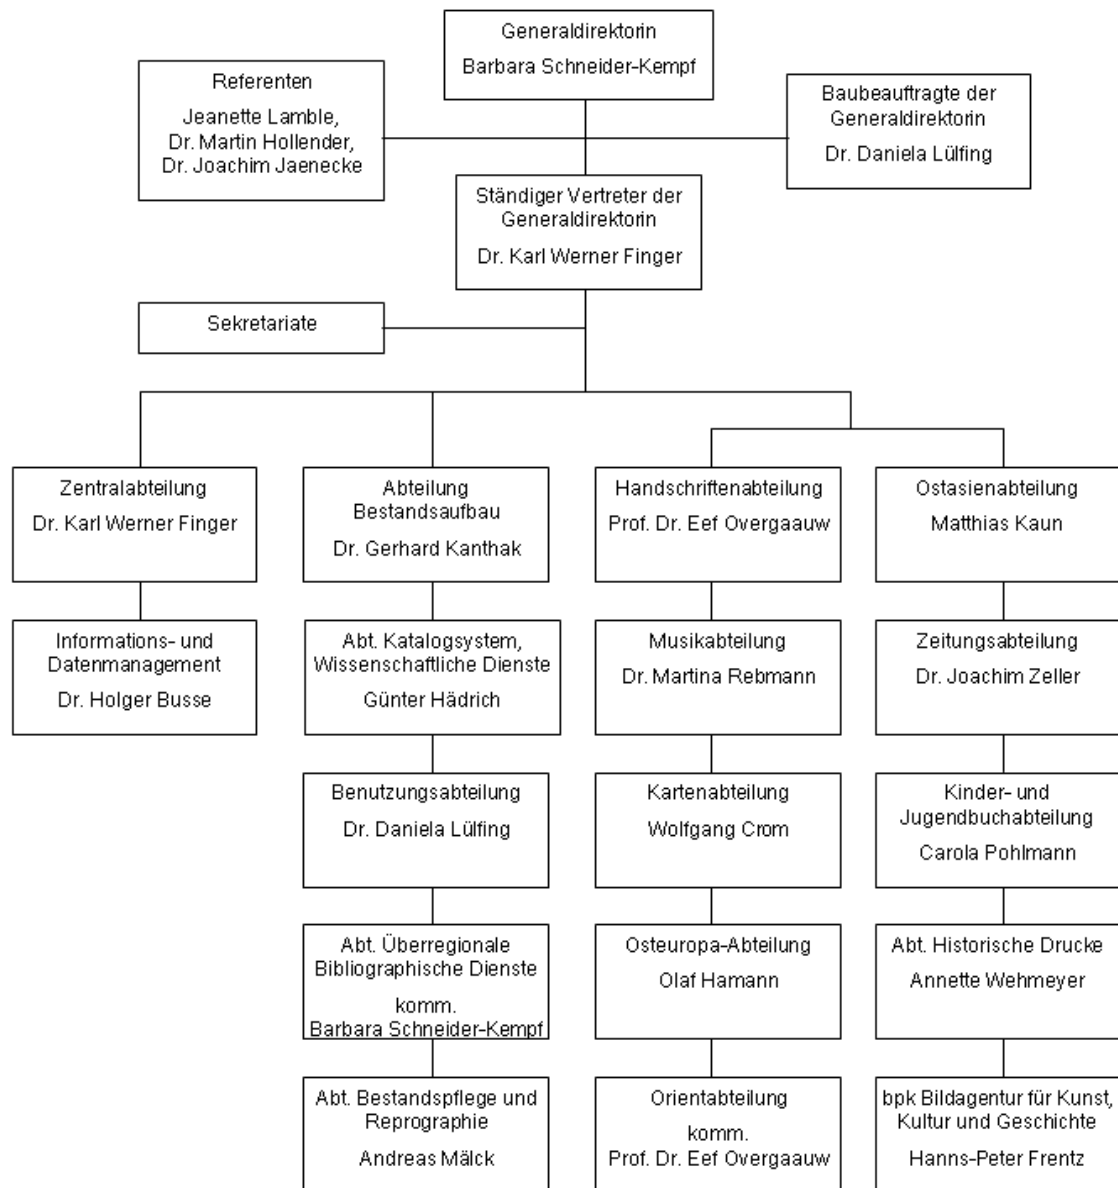 Generaldirektorin
Barbara Schneider-Kempf
Referenten
Jeanette Lamble,
Dr. Martin Hollender,
Dr. Joachim Jaenecke
Baubeauftragte der
Generaldirektorin
Dr. Daniela Lülfing
Ständiger Vertreter der
Generaldirektorin
Dr. Karl Werner Finger
Sekretariate
Zentralabteilung
Dr. Karl Werner Finger
Abteilung
Bestandsaufbau
Dr. Gerhard Kanthak
Handschriftenabteilung
Prof. Dr. Eef Overgaauw
Ostasienabteilung
Matthias Kaun
Informations- und
Datenmanagement
Dr. Holger Busse
Abt. Katalogsystem,
Wissenschaftliche Dienste
Günter Hädrich
Musikabteilung
Dr. Martina Rebmann
Zeitungsabteilung
Dr. Joachim Zeller
Benutzungsabteilung
Dr. Daniela Lülfing
Kartenabteilung
Wolfgang Crom
Kinder- und
Jugendbuchabteilung
Carola Pohlmann
Abt. Überregionale
Bibliographische Dienste
komm.
Barbara Schneider-Kempf
Osteuropa-Abteilung
Olaf Hamann
Abt. Historische Drucke
Annette Wehmeyer
Abt. Bestandspflege und
Reprographie
Andreas Mälck
Orientabteilung
komm.
Prof. Dr. Eef Overgaauw
bpk Bildagentur für Kunst,
Kultur und Geschichte
Hanns-Peter Frentz